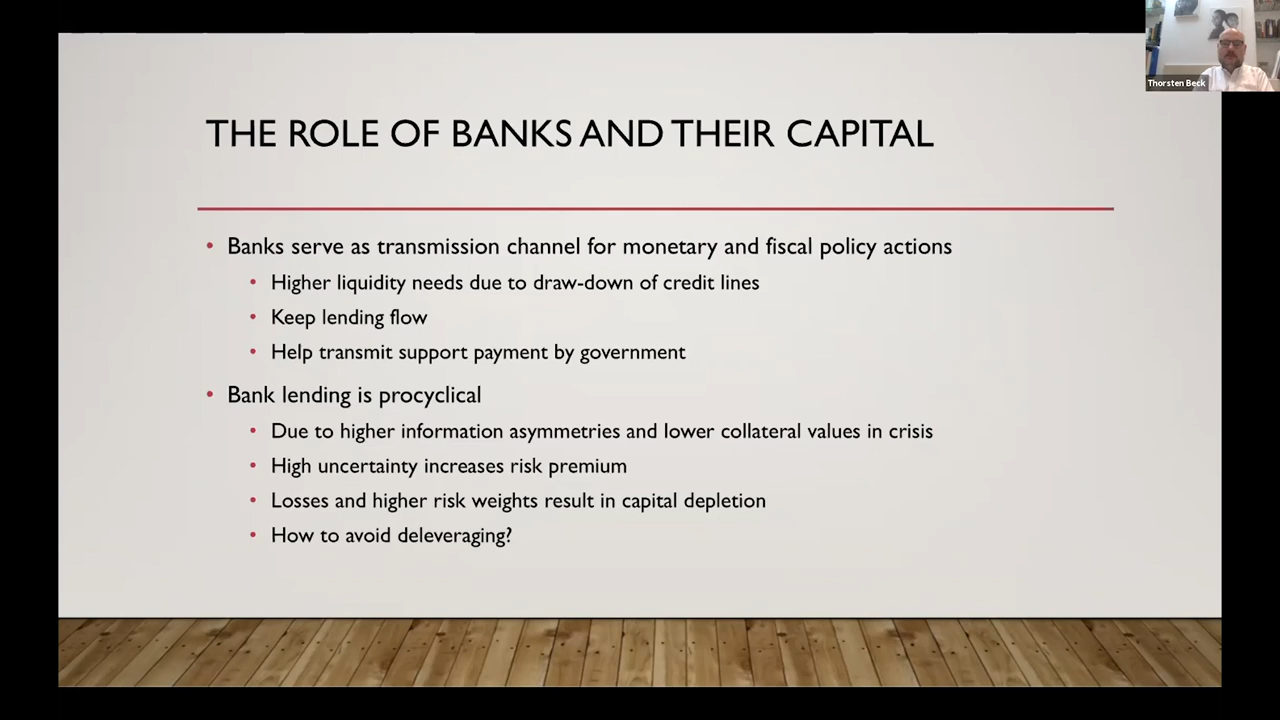 Thorsten Beck
THE ROLE OF BANKS AND THEIR CAPITAL
• Banks serve as transmission channel for monetary and fiscal policy actions
• Higher liquidity needs due to draw-down of credit lines
• Keep lending flow
• Help transmit support payment by government
• Bank lending is procyclical
• Due to higher information asymmetries and lower collateral values in crisis
• High uncertainty increases risk premium
• Losses and higher risk weights result in capital depletion
• How to avoid deleveraging?